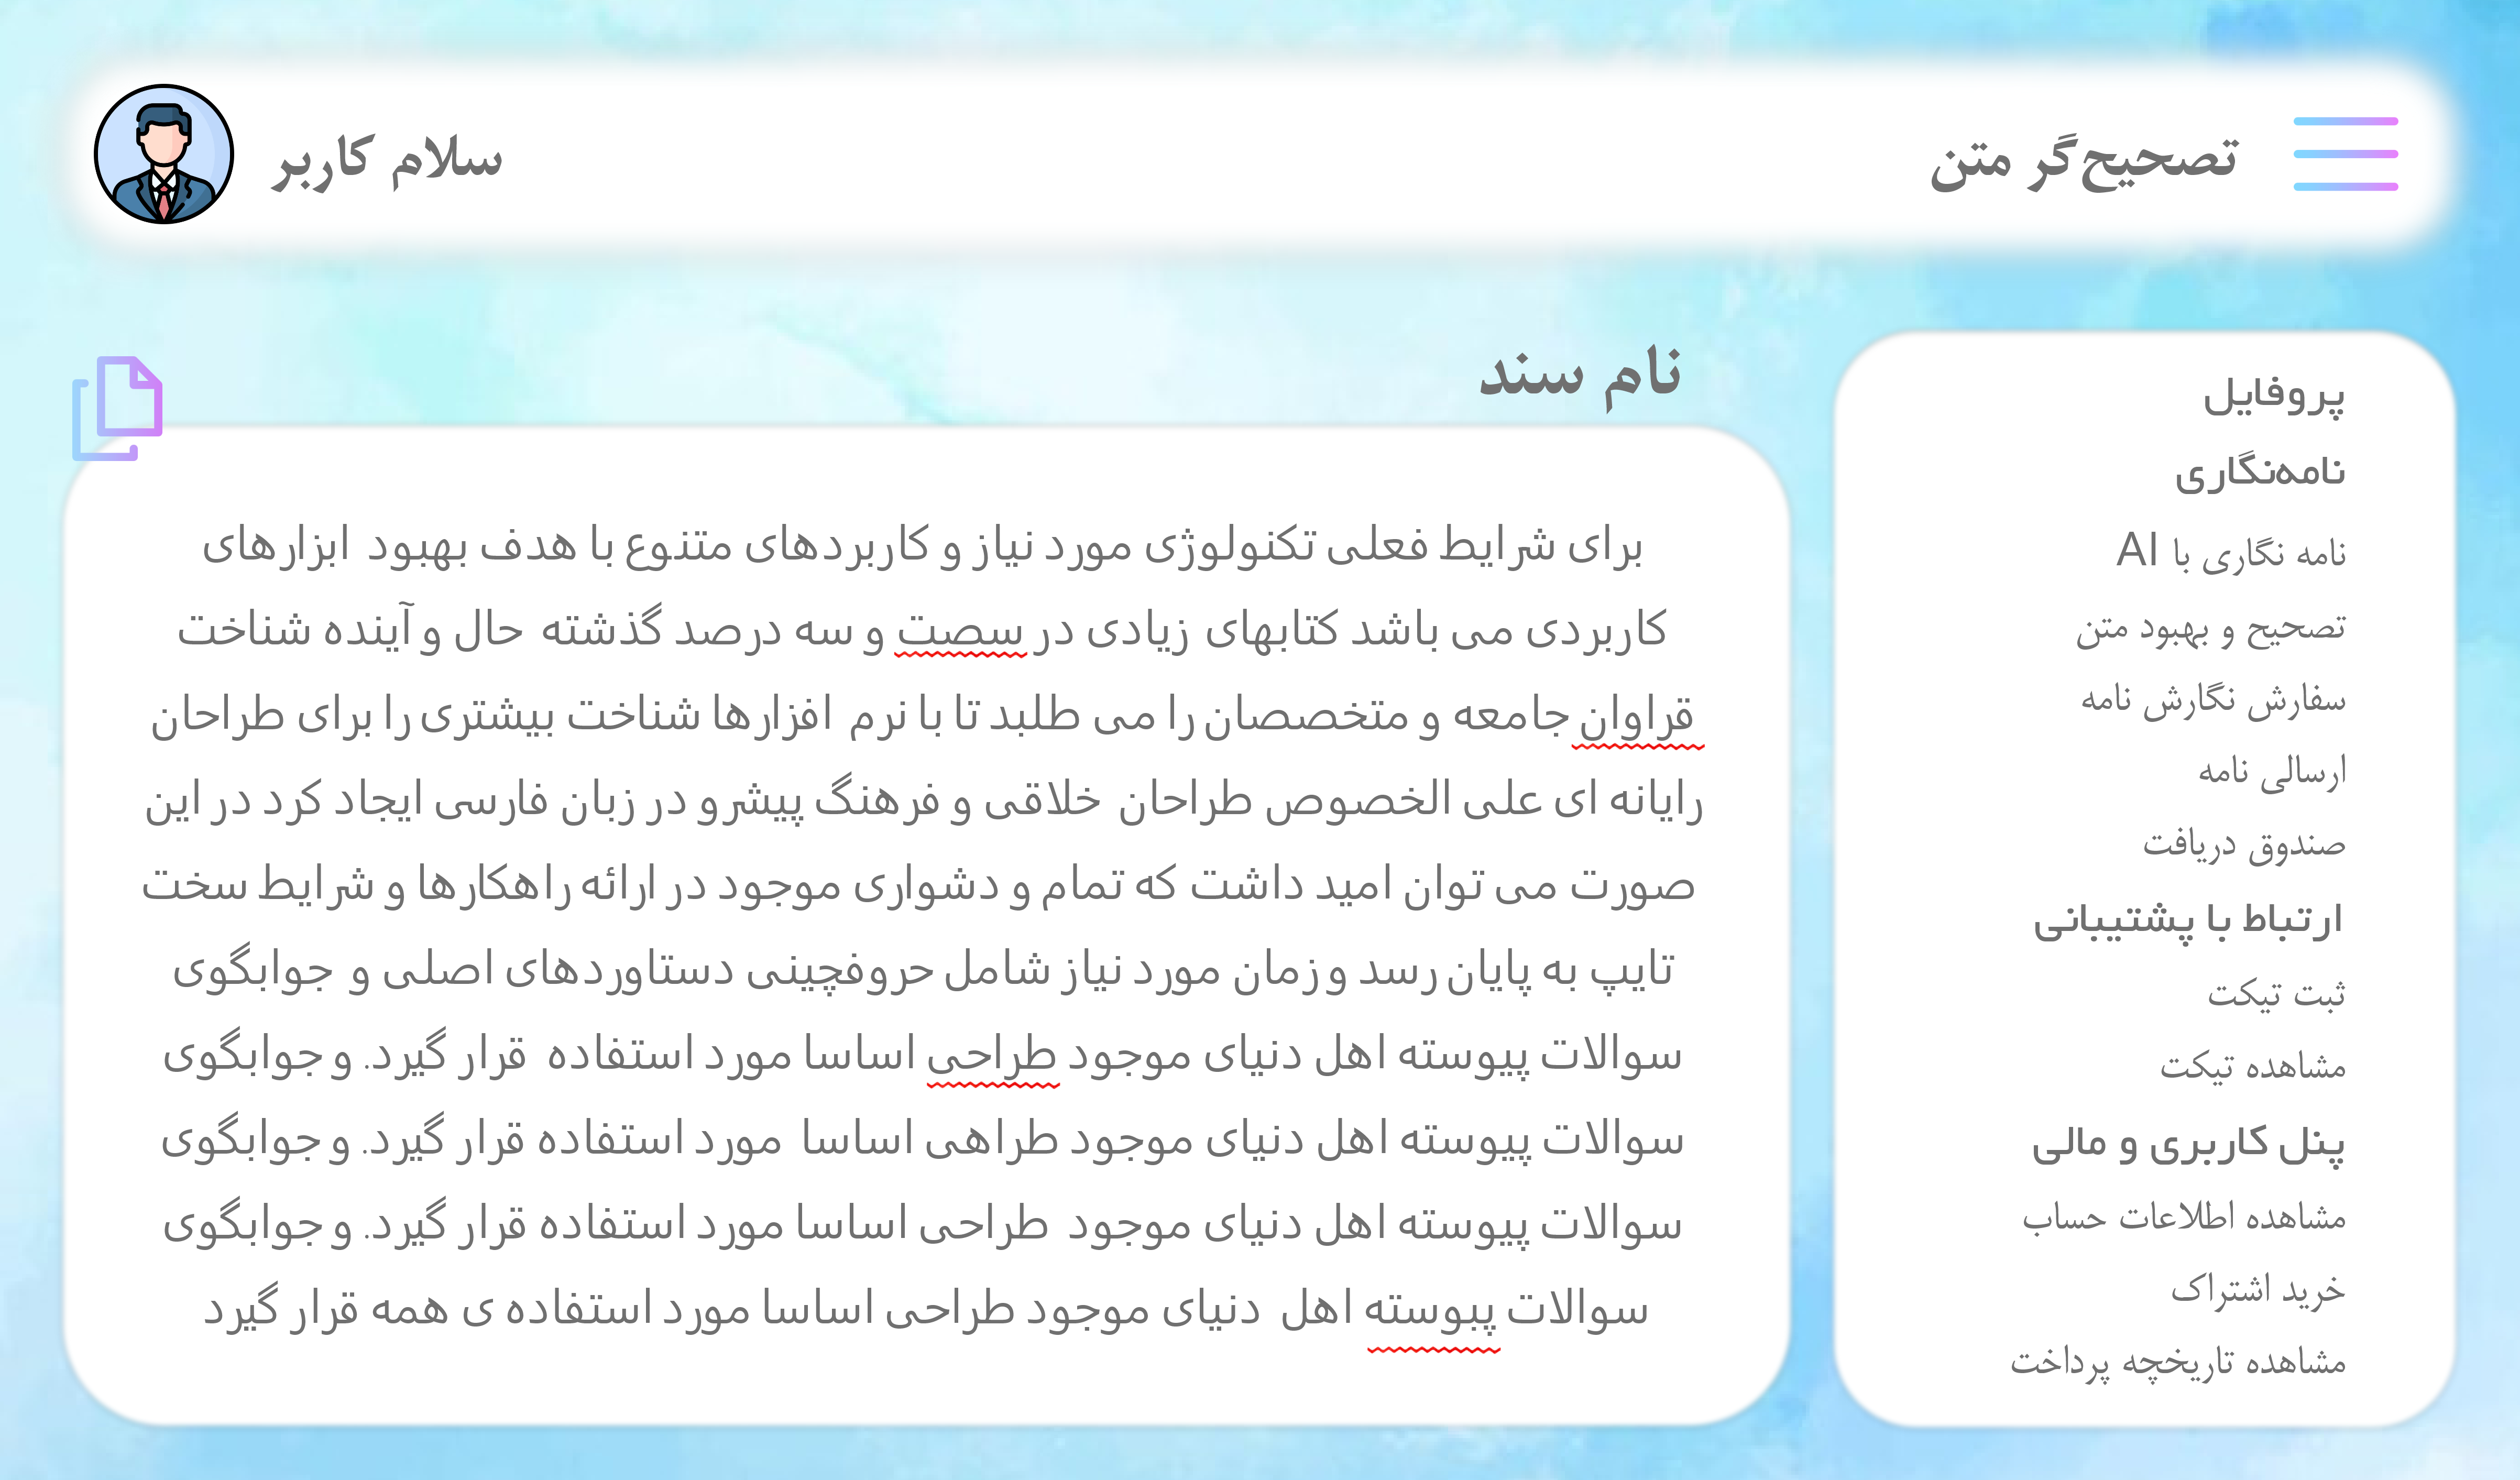 تصحیح‌گر متن
سلام کاربر
پروفایل
نامه‌نگاری
نامه نگاری با AI
تصحیح و بهبود متن
سفارش نگارش نامه
ارسالی نامه
صندوق دریافت
ارتباط با پشتیبانی
ثبت تیکت
مشاهده تیکت
پنل کاربری و مالی
مشاهده اطلاعات حساب
خرید اشتراک
مشاهده تاریخچه پرداخت
نام سند
برای شرایط فعلی تکنولوژی مورد نیاز و کاربردهای متنوع با هدف بهبود ابزارهای
کاربردی می باشد کتابهای زیادی در سصت و سه درصد گذشته حال و آینده شناخت
قراوان جامعه و متخصصان را می طلبد تا با نرم افزارها شناخت بیشتری را برای طراحان
رایانه ای علی الخصوص طراحان خلاقی و فرهنگ پیشرو در زبان فارسی ایجاد کرد در این
صورت می توان امید داشت که تمام و دشواری موجود در ارائه راهکارها و شرایط سخت
تایپ به پایان رسد و زمان مورد نیاز شامل حروفچینی دستاوردهای اصلی و جوابگوی
سوالات پیوسته اهل دنیای موجود طراحی اساسا مورد استفاده قرار گیرد. و جوابگوی
سوالات پیوسته اهل دنیای موجود طراهی اساسا مورد استفاده قرار گیرد. و جوابگوی
سوالات پیوسته اهل دنیای موجود طراحی اساسا مورد استفاده قرار گیرد. و جوابگوی
سوالات پبوسته اهل دنیای موجود طراحی اساسا مورد استفاده ی همه قرار گیرد